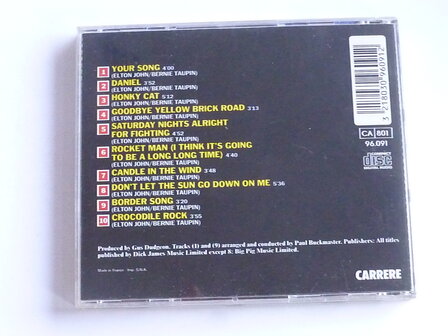 1 YOUR SONG 4'00
(ELTON JOHN/BERNIE TAUPIN)
2 DANIEL 3'52
(ELTON JOHN/BERNIE TAUPIN)
3 HONKY CAT 5'12
(ELTON JOHN/BERNIE TAUPIN)
4 GOODBYE YELLOW BRICK ROAD 3'13
(ELTON JOHN/BERNIE TAUPIN)
5 SATURDAY NIGHTS ALRIGHT
FOR FIGHTING 4'52
(ELTON JOHN/BERNIE TAUPIN)
6 ROCKET MAN (I THINK IT'S GOING
TO BE A LONG LONG TIME) 4'40
(ELTON JOHN/BERNIE TAUPIN)
7 CANDLE IN THE WIND 3'48
(ELTON JOHN/BERNIE TAUPIN)
8 DON'T LET THE SUN GO DOWN ON ME 5'36
(ELTON JOHN/BERNIE TAUPIN)
9 BORDER SONG 3'20
(ELTON JOHN/BERNIE TAUPIN)
10 CROCODILE ROCK 3'55
(ELTON JOHN/BERNIE TAUPIN)
3 218030 960912
CA 801
96.091
COMPACT
disc
DIGITAL AUDIO
Produced by Gus Dudgeon. Tracks (1) and (9) arranged and conducted by Paul Buckmaster. Publishers: All titles
published by Dick James Music Limited except 8: Big Pig Music Limited.
Made in France Imp. S.N.A.
CARRERE